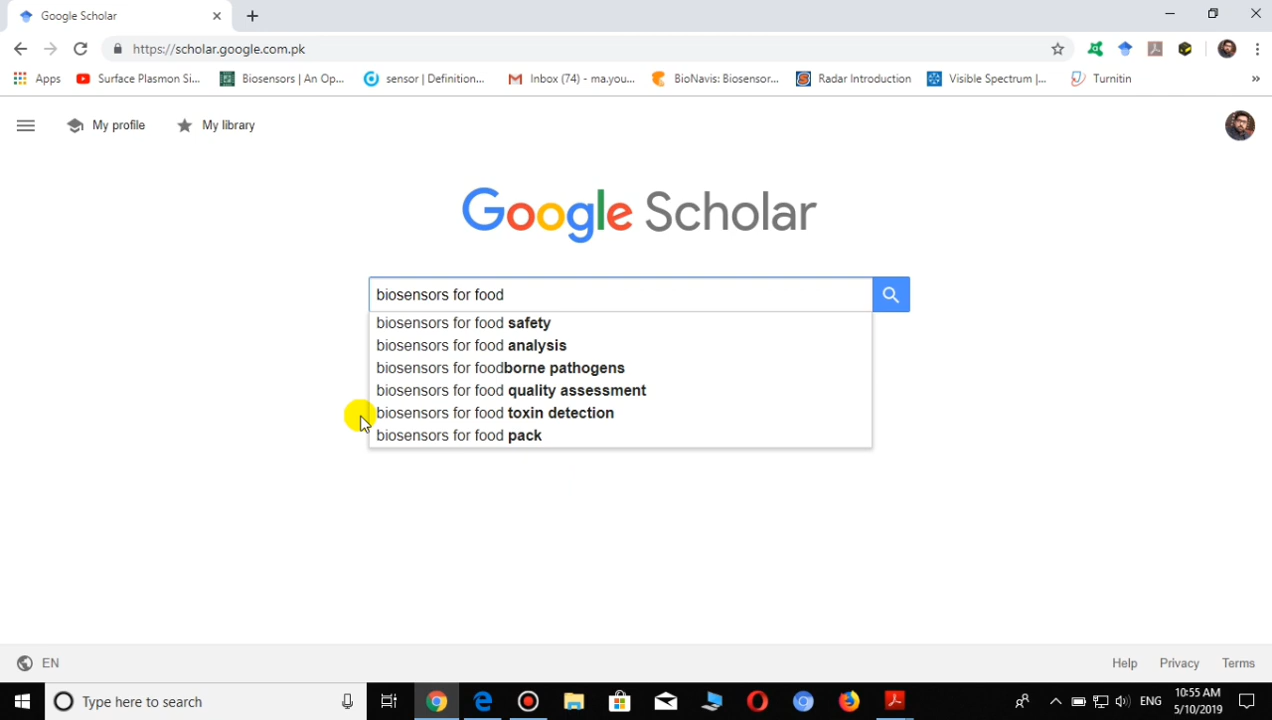 Google Scholar
https://scholar.google.com.pk
Apps
Surface Plasmon Si...
Biosensors | An Op...
sensor | Definition...
Inbox (74) - ma.you...
BioNavis: Biosensor...
Radar Introduction
Visible Spectrum |...
Turnitin
»
My profile
My library
Google Scholar
biosensors for food
biosensors for food safety
biosensors for food analysis
biosensors for foodborne pathogens
biosensors for food quality assessment
biosensors for food toxin detection
biosensors for food pack
EN
Help
Privacy
Terms
Type here to search
ENG
10:55 AM
5/10/2019